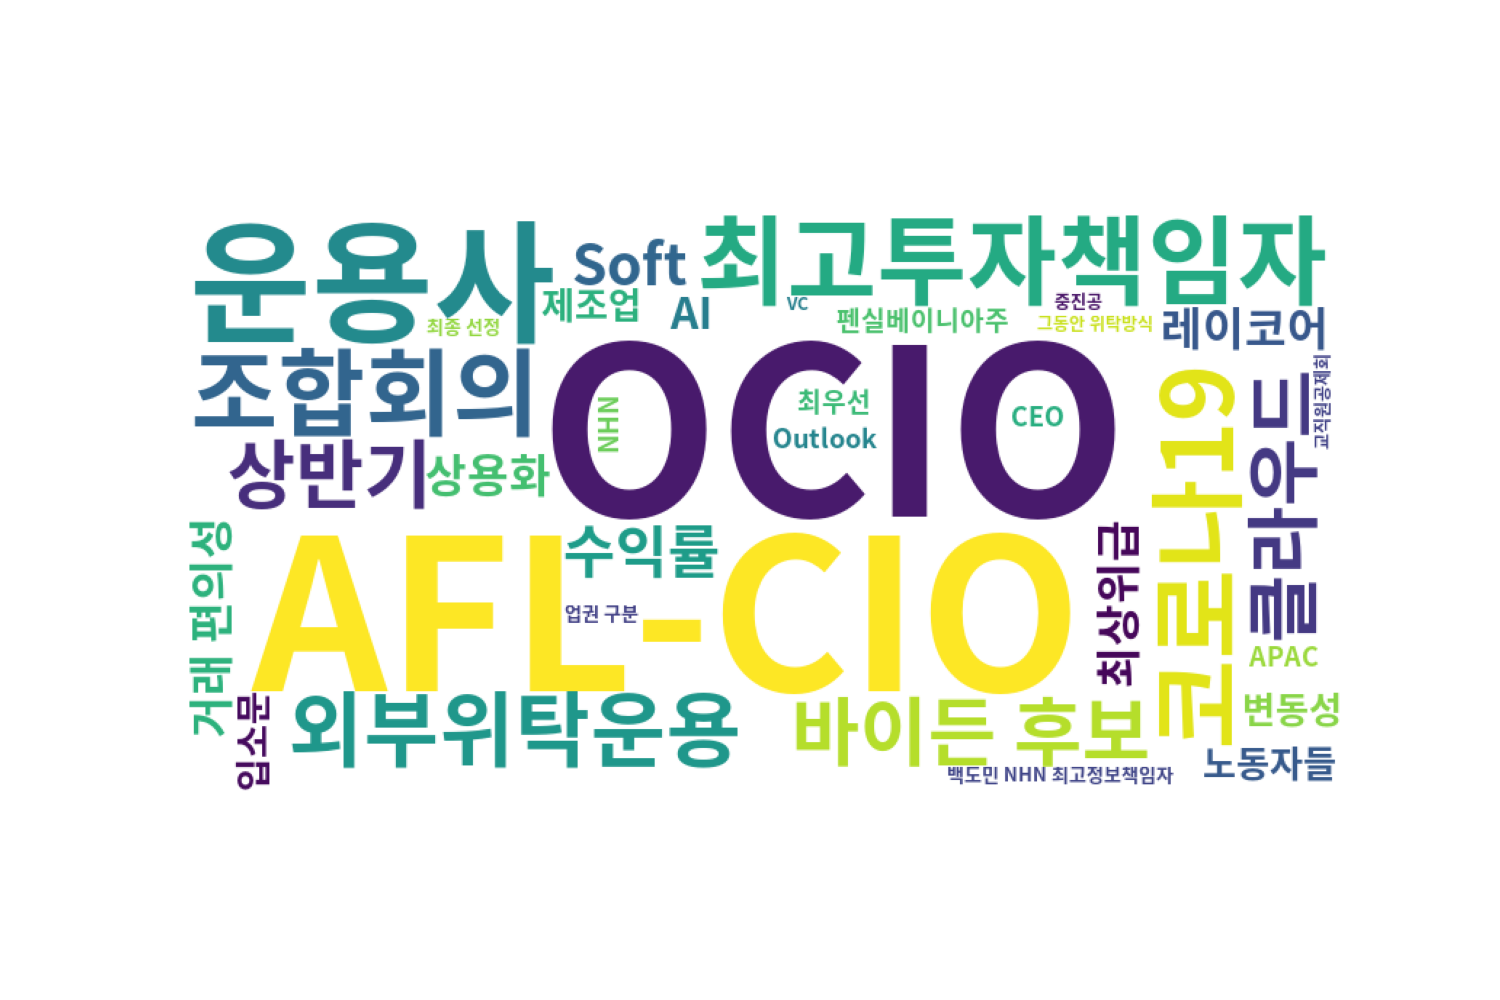 운용사
Soft
최고투자책임자
제조업
AI
VC
중진공
최종 선정
펜실베이니아주
그동안 위탁방식
레이코어
조합회의
OCIO
NHN
최우선
Outlook
CEO
코로나19
클라우드
교직원공제회
상반기
상용화
거래 편의성
AFL-CIO
수익률
업권 구분
최상위급
APAC
입소문
외부위탁운용
바이든 후보
변동성
노동자들
백도민 NHN 최고정보책임자